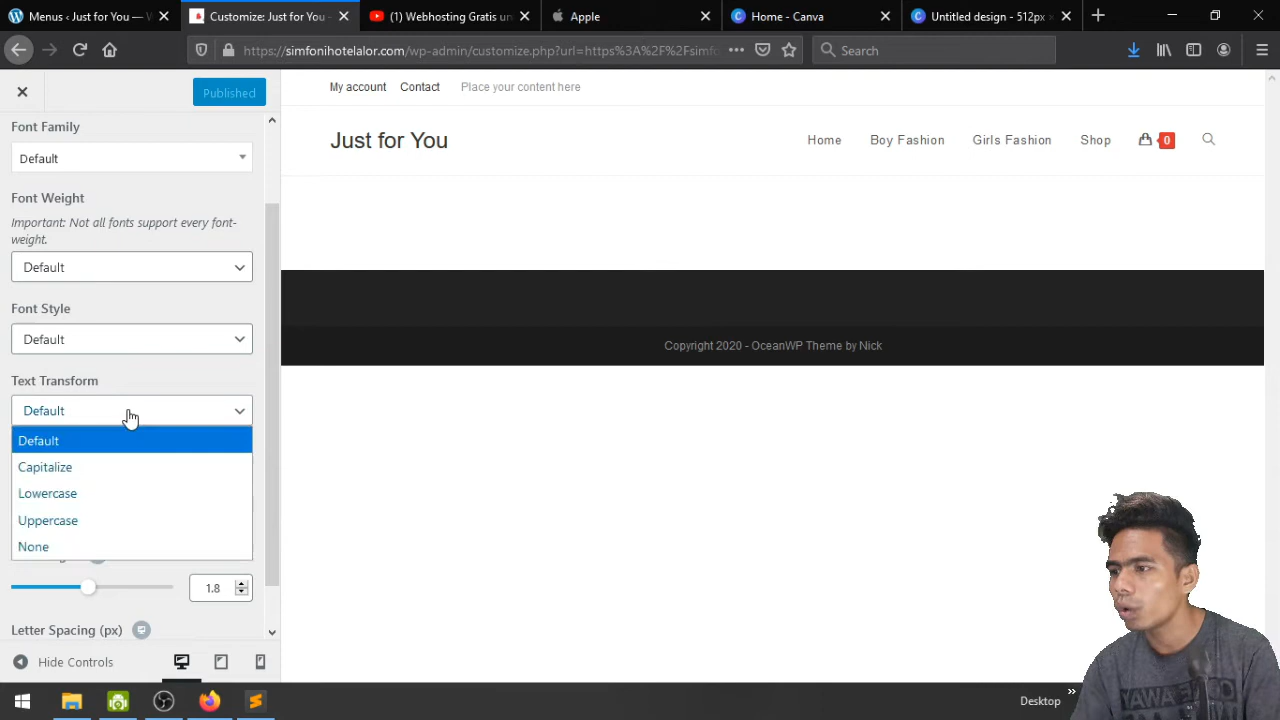 Menus ‹ Just for You — W
Customize: Just for You -
(1) Webhosting Gratis un
Apple
Home - Canva
Untitled design - 512px
https://simfonihotelalor.com/wp-admin/customize.php?url=https%3A%2F%2Fsimfo
Search
Published
My account
Contact
Place your content here
Font Family
Default
Just for You
Home
Boy Fashion
Girls Fashion
Shop
0
Font Weight
Important: Not all fonts support every font-
weight.
Default
Font Style
Default
Copyright 2020 - OceanWP Theme by Nick
Text Transform
Default
Default
Capitalize
Lowercase
Uppercase
None
1.8
Letter Spacing (px)
Hide Controls
Desktop